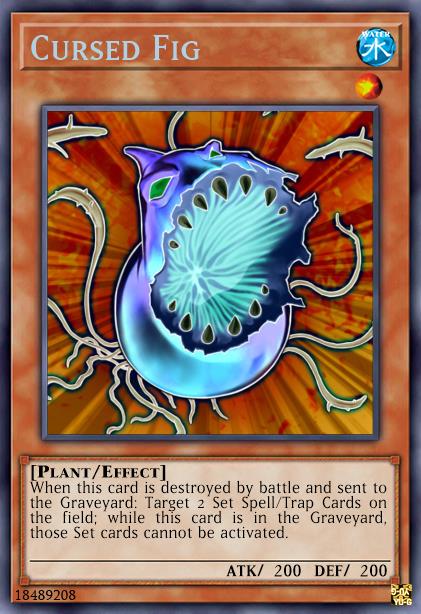 Cursed Fig
WATER
水
[Plant/Effect]
When this card is destroyed by battle and sent to
the Graveyard: Target 2 Set Spell/Trap Cards on
the field; while this card is in the Graveyard,
those Set cards cannot be activated.
ATK/ 200 DEF/ 200
18489208